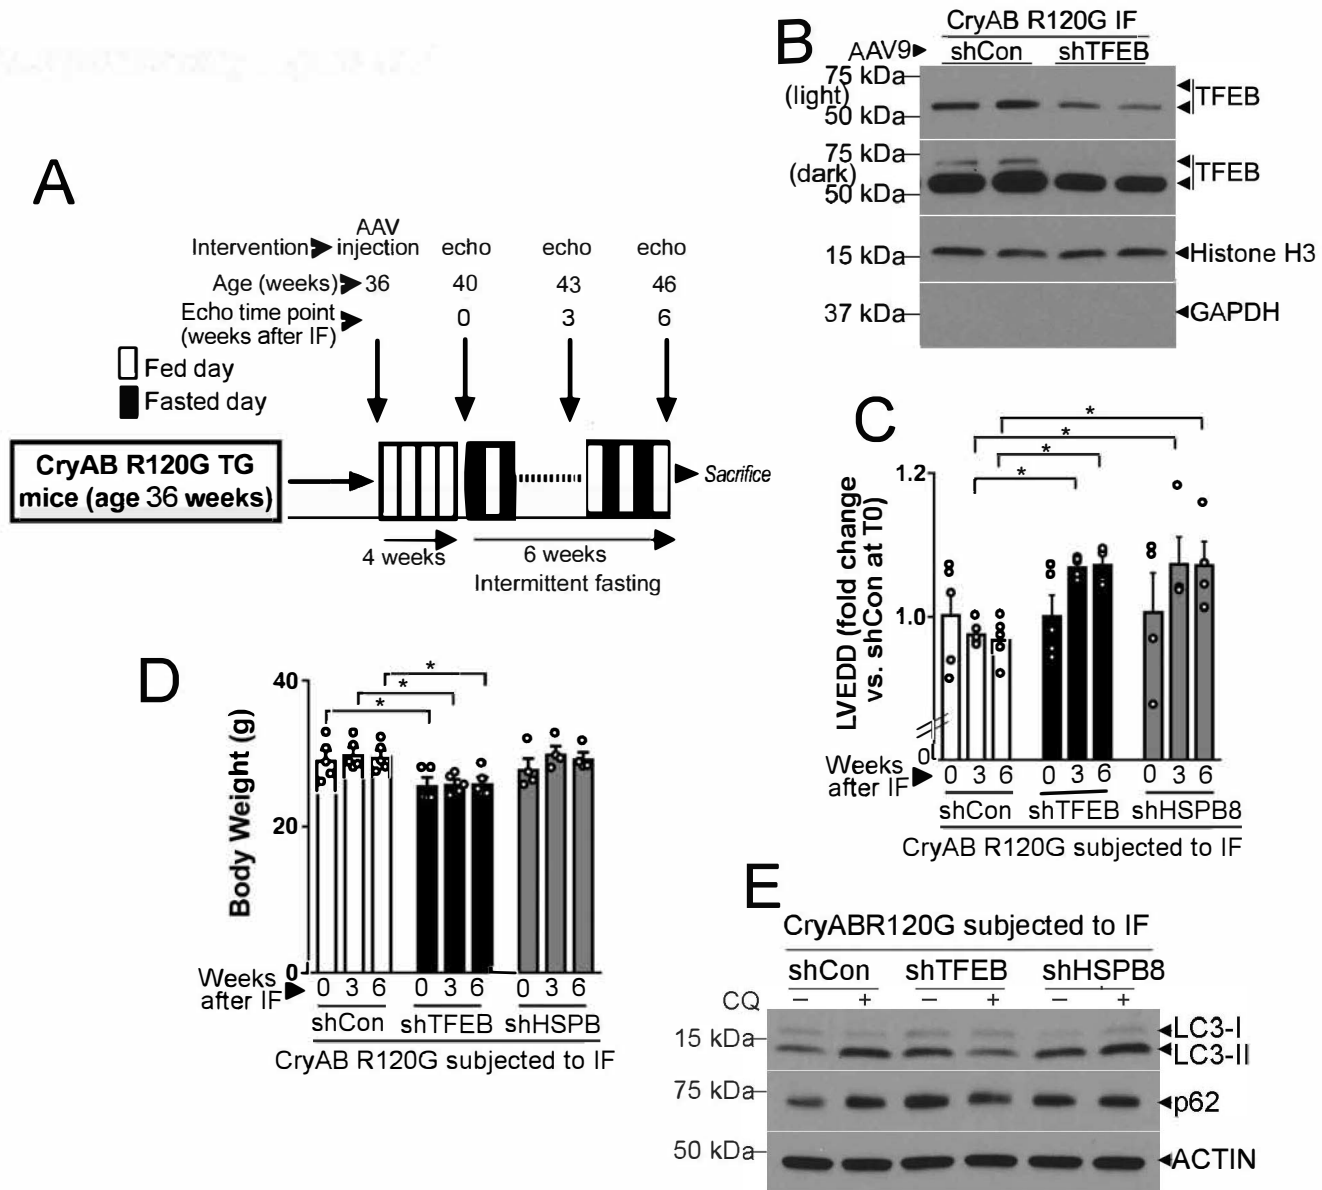 A
Intervention
AAV
injection
echo
echo
echo
Age (weeks)
36
40
43
46
Echo time point
(weeks after IF)
0
3
6
Fed day
Fasted day
CryAB R120G TG
mice (age 36 weeks)
Sacrifice
4 weeks
6 weeks
Intermittent fasting
B
CryAB R120G IF
AAV9
shCon
shTFEB
(light)
75 kDa
50 kDa
TFEB
(dark)
75 kDa
50 kDa
TFEB
15 kDa
Histone H3
37 kDa
GAPDH
C
LVEDD (fold change
vs. shCon at T0)
1.2
1.0
0
*
*
*
*
Weeks
after IF
0 3 6
0 3 6
0 3 6
shCon
shTFEB
shHSPB8
CryAB R120G subjected to IF
D
Body Weight (g)
40
20
0
*
*
*
Weeks
after IF
0 3 6
0 3 6
0 3 6
shCon
shTFEB
shHSPB
CryAB R120G subjected to IF
E
CryABR120G subjected to IF
shCon
shTFEB
shHSPB8
CQ
– + – + – +
15 kDa
LC3-I
LC3-II
75 kDa
p62
50 kDa
ACTIN